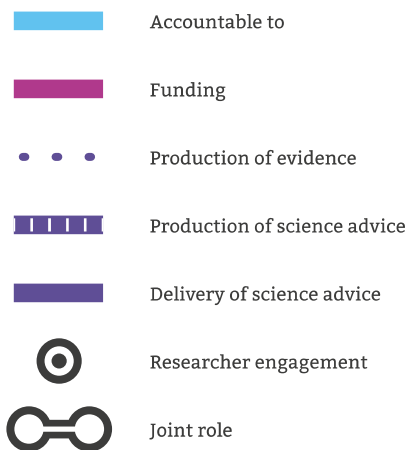 Accountable to
Funding
Production of evidence
Production of science advice
Delivery of science advice
Researcher engagement
Joint role